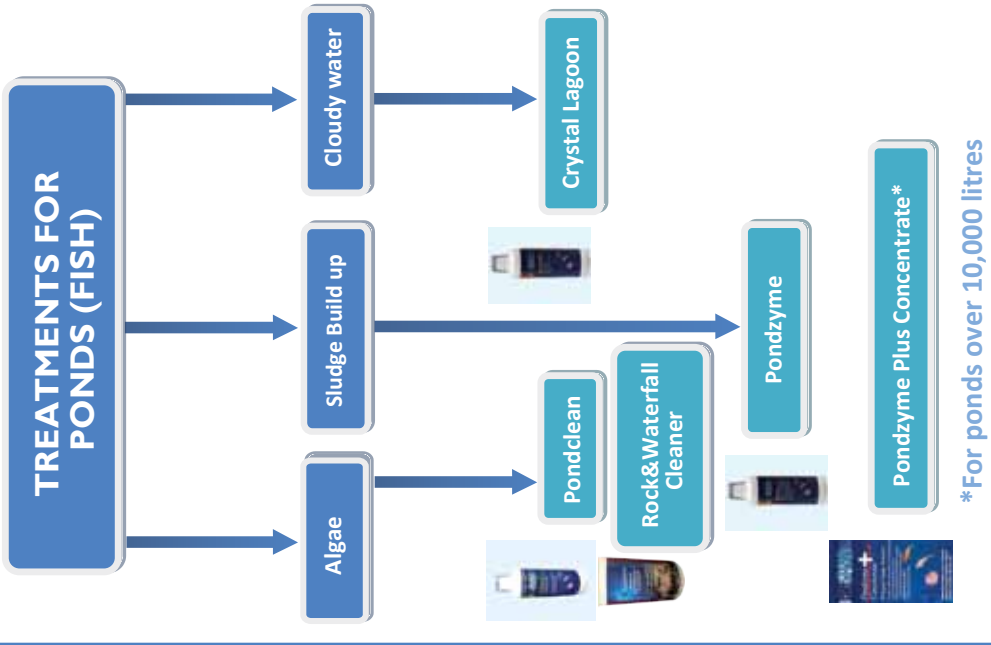 TREATMENTS FOR
PONDS (FISH)
Algae
Sludge Build up
Cloudy water
Pondclean
Rock&Waterfall
Cleaner
Crystal Lagoon
Pondzyme
Pondzyme Plus Concentrate*
*For ponds over 10,000 litres